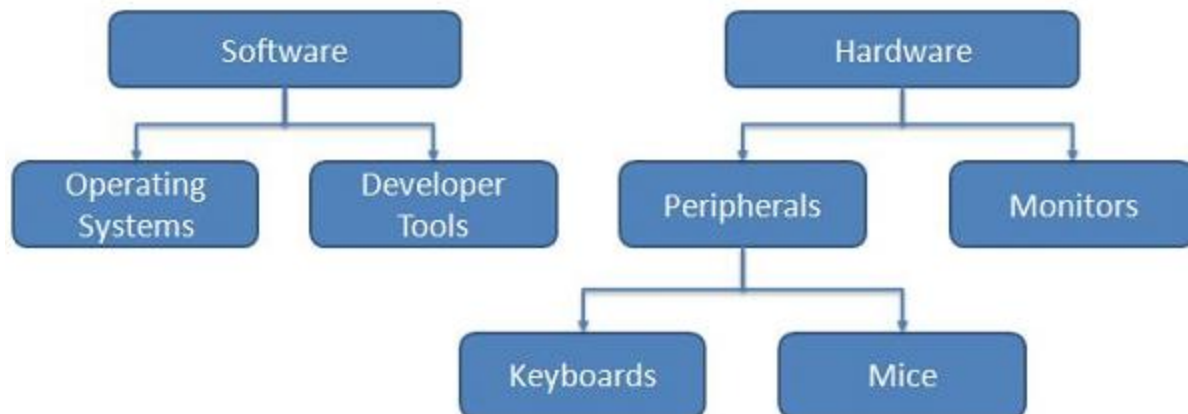 Software
Hardware
Operating
Systems
Developer
Tools
Peripherals
Monitors
Keyboards
Mice